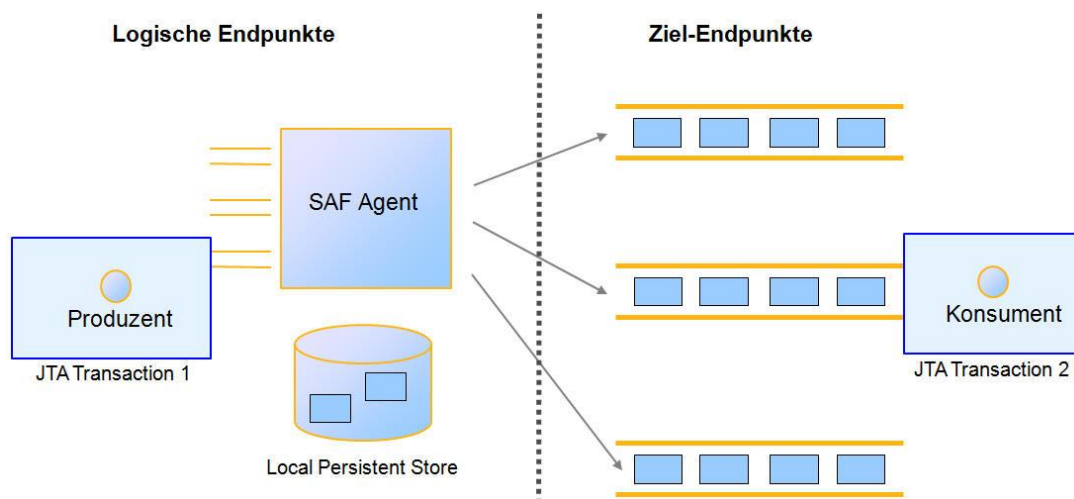 Logische Endpunkte
Ziel-Endpunkte
SAF Agent
Produzent
JTA Transaction 1
Konsument
JTA Transaction 2
Local Persistent Store